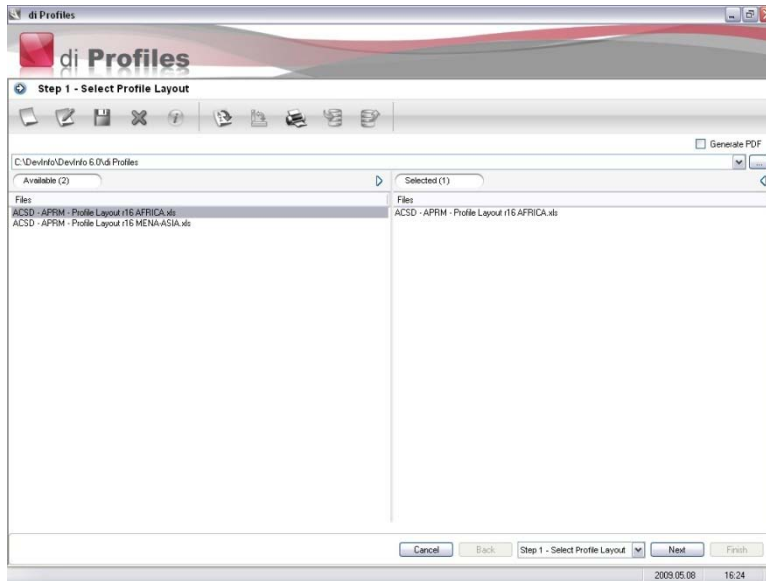 di Profiles
di Profiles
Step 1 - Select Profile Layout
Generate PDF
C:\DevInfo\DevInfo 6.0\di Profiles
...
Available (2)
Selected (1)
Files
Files
ACSD - APRM - Profile Layout r16 AFRICA.xls
ACSD - APRM - Profile Layout r16 AFRICA.xls
ACSD - APRM - Profile Layout r16 MENA-ASIA.xls
Cancel Back Step 1 - Select Profile Layout Next Finish
2009.05.08 16:24